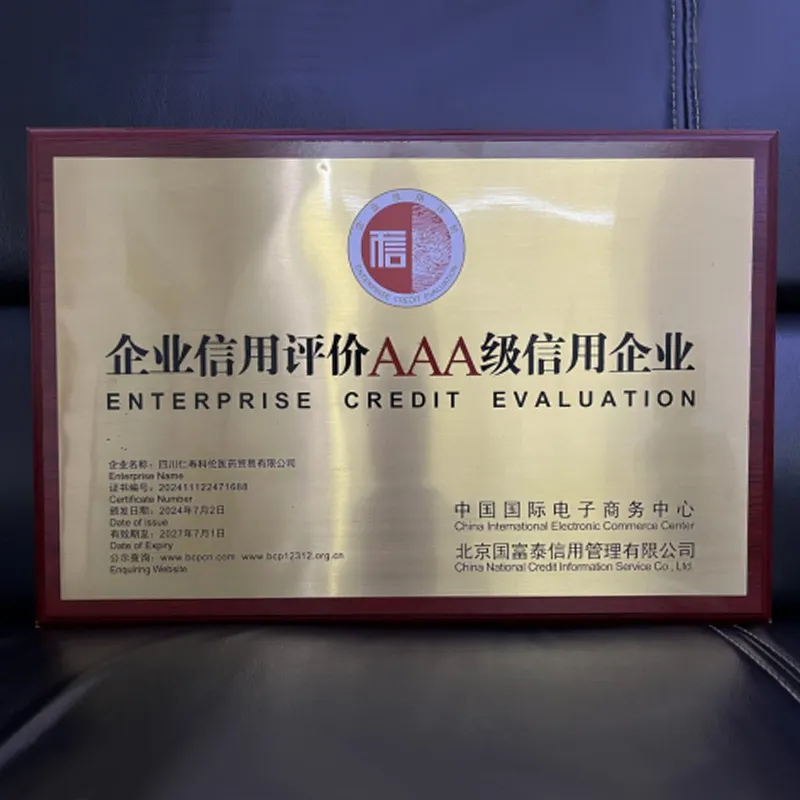 企业信用评价
信
ENTERPRISE CREDIT EVALUATION
企业信用评价AAA级信用企业
ENTERPRISE CREDIT EVALUATION
企业名称：四川仁寿科伦医药贸易有限公司
Enterprise Name
证书编号：202411122471688
Certificate Number
颁发日期：2024年7月2日
Date of Issue
有效期至：2027年7月1日
Date of Expiry
公示查询：www.bcpcn.com www.bcp12312.org.cn
Enquiring Website
中国国际电子商务中心
China International Electronic Commerce Center
北京国富泰信用管理有限公司
China National Credit Information Service Co., Ltd.